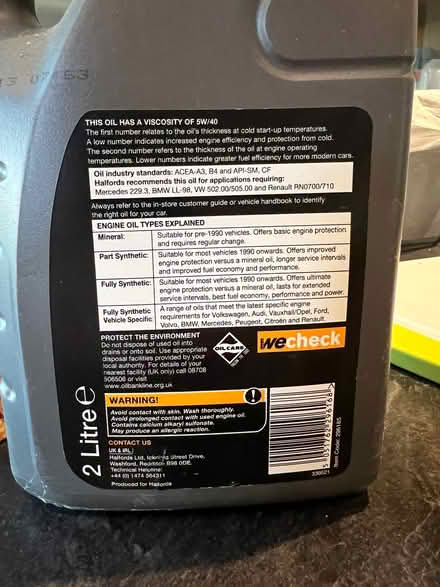 THIS OIL HAS A VISCOSITY OF 5W/40
The first number relates to the oil's thickness at cold start-up temperatures.
A low number indicates increased engine efficiency and protection from cold.
The second number refers to the thickness of the oil at engine operating
temperatures. Lower numbers indicate greater fuel efficiency for more modern cars.
Oil industry standards: ACEA-A3, B4 and API-SM, CF
Halfords recommends this oil for applications requiring:
Mercedes 229.3, BMW LL-98, VW 502.00/505.00 and Renault RN0700/710
Always refer to the in-store customer guide or vehicle handbook to identify
the right oil for your car.
ENGINE OIL TYPES EXPLAINED
Mineral: Suitable for pre-1990 vehicles. Offers basic engine protection
and requires regular change.
Part Synthetic: Suitable for most vehicles 1990 onwards. Offers improved
engine protection versus a mineral oil, longer service intervals
and improved fuel economy and performance.
Fully Synthetic: Suitable for most vehicles 1990 onwards. Offers ultimate
engine protection versus a mineral oil, lasts for extended
service intervals, best fuel economy, performance and power.
Fully Synthetic
Vehicle Specific
A range of oils that meet the latest specific engine
requirements for Volkswagen, Audi, Vauxhall/Opel, Ford,
Volvo, BMW, Mercedes, Peugeot, Citroën and Renault.
PROTECT THE ENVIRONMENT
Do not dispose of used oil into
drains or onto soil. Use appropriate
disposal facilities provided by your
local authority. For details of your
nearest facility (UK only) call 08708
506506 or visit
www.oilbankline.org.uk
OIL CARE
wecheck
WARNING!
Avoid contact with skin. Wash thoroughly.
Avoid prolonged contact with used engine oil.
Contains calcium alkaryl sulfonate.
May produce an allergic reaction.
CONTACT US
UK & IRL:
Halfords Ltd, Icknield Street Drive,
Washford, Redditch B98 0DE.
Technical Helpline:
+44 (0) 1474 564311
Produced for Halfords
2 Litre e
Item Code: 296185